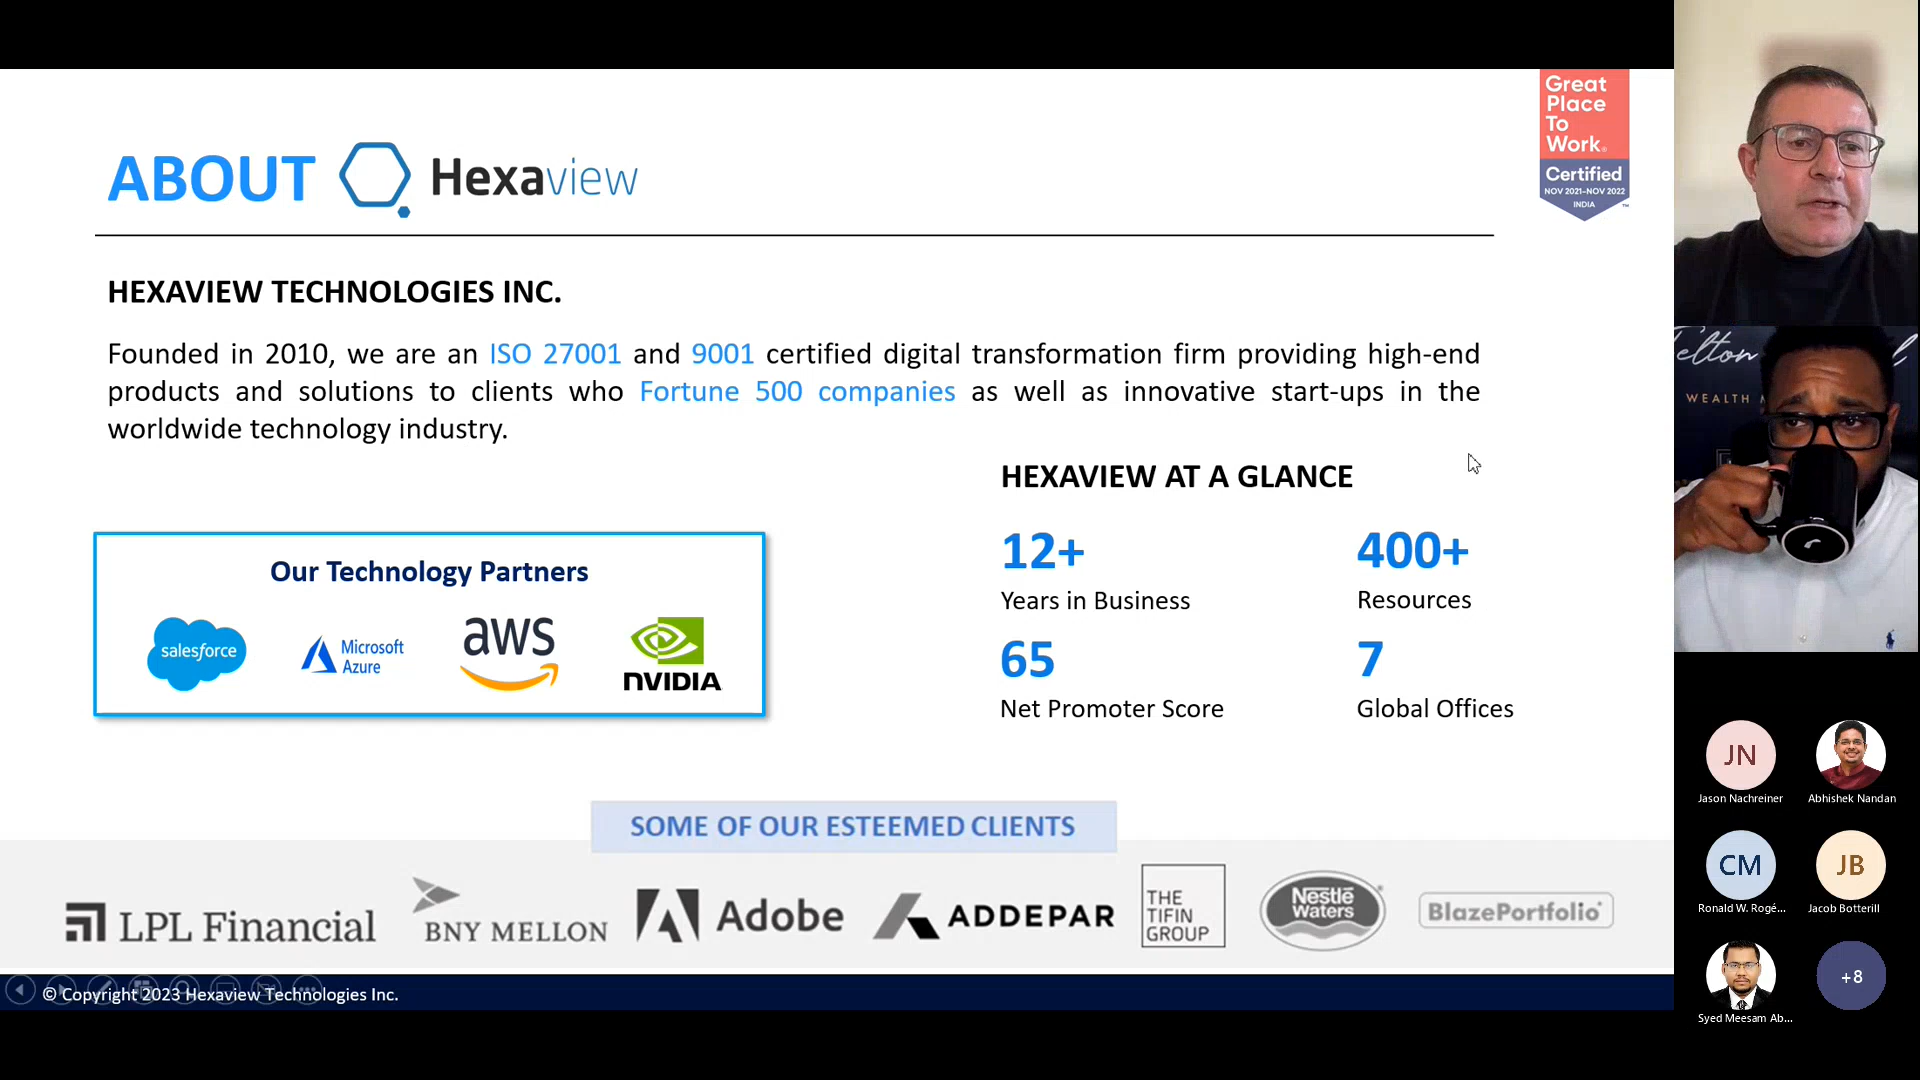 Great
Place
To
Work.
Certified
NOV 2021-NOV 2022
INDIA
™
ABOUT Hexaview
HEXAVIEW TECHNOLOGIES INC.
Founded in 2010, we are an ISO 27001 and 9001 certified digital transformation firm providing high-end
products and solutions to clients who Fortune 500 companies as well as innovative start-ups in the
worldwide technology industry.
HEXAVIEW AT A GLANCE
12+
Years in Business
400+
Resources
65
Net Promoter Score
7
Global Offices
Our Technology Partners
salesforce
Microsoft
Azure
aws
NVIDIA
SOME OF OUR ESTEEMED CLIENTS
LPL Financial
BNY MELLON
Adobe
ADDEPAR
THE
TIFIN
GROUP
Nestlé
Waters
BlazePortfolio
© Copyright 2023 Hexaview Technologies Inc.
WEALTH
JN
Jason Nachreiner
Abhishek Nandan
CM
Ronald W. Rogé...
JB
Jacob Botterill
Syed Meesam Ab...
+8